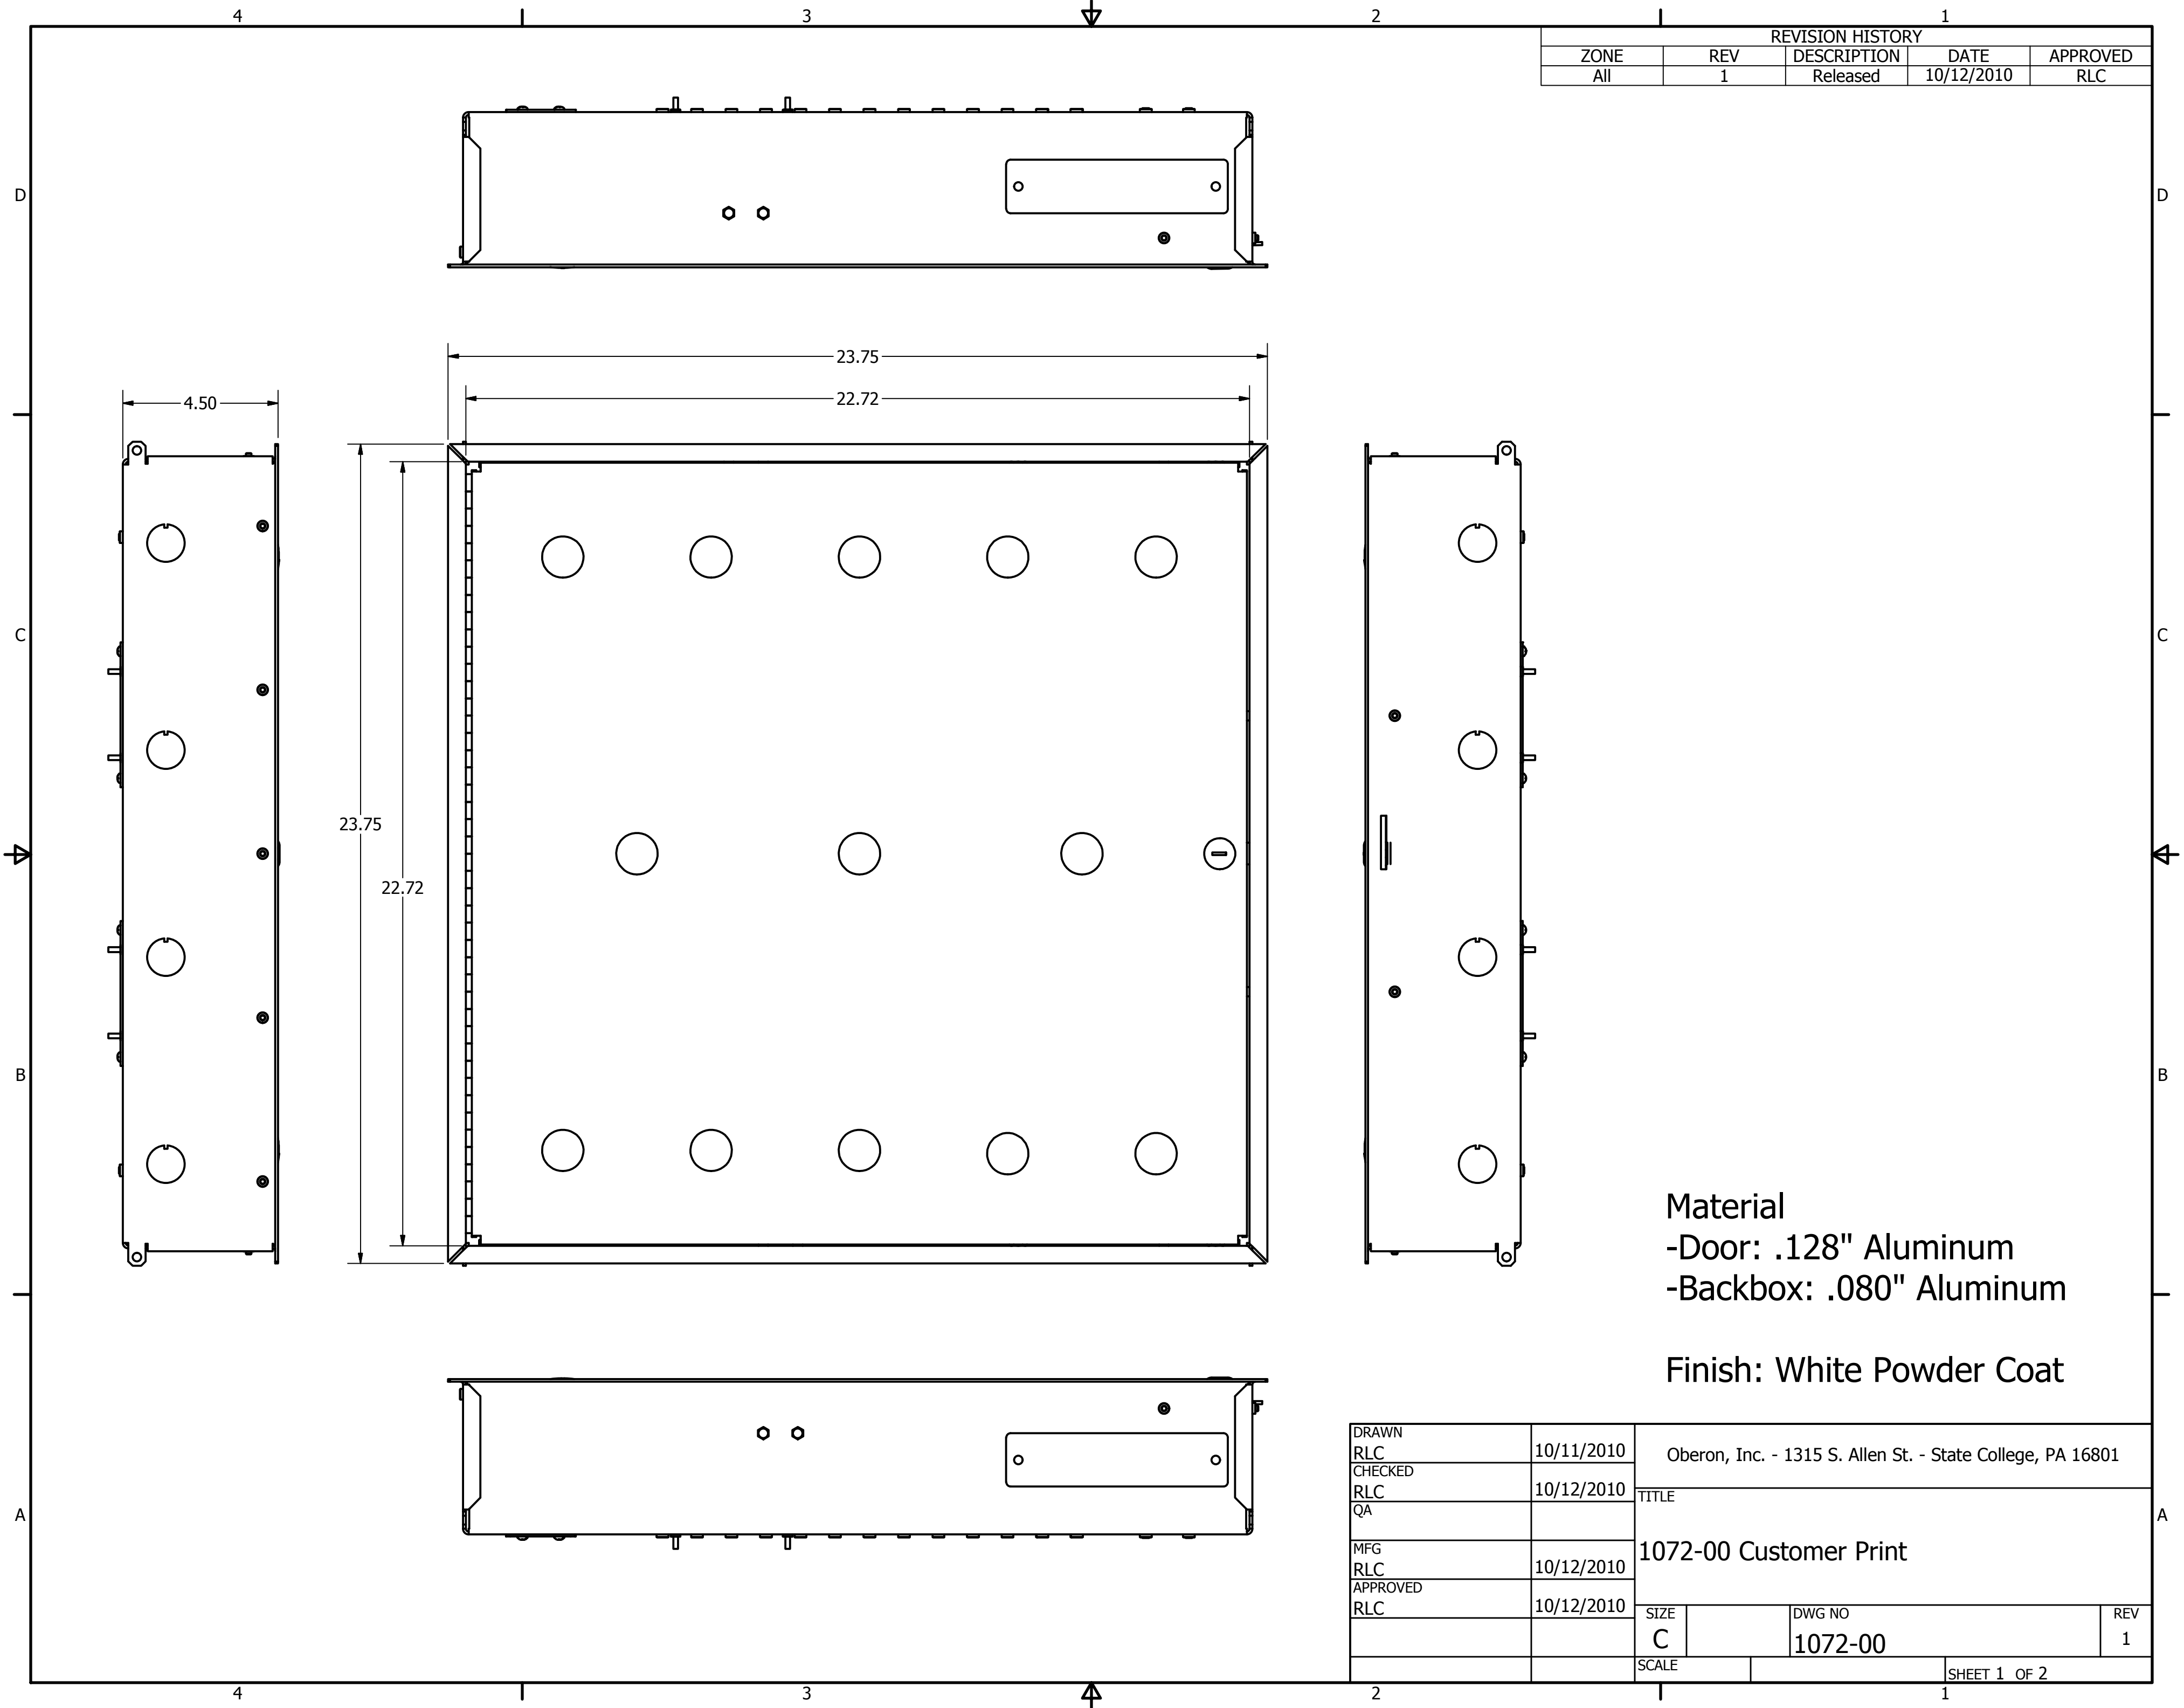 4 3 2 1
REVISION HISTORY
ZONE REV DESCRIPTION DATE APPROVED
All 1 Released 10/12/2010 RLC
D D
23.75
22.72
4.50
C C
23.75
22.72
B B
Material
-Door: .128" Aluminum
-Backbox: .080" Aluminum
Finish: White Powder Coat
DRAWN
RLC 10/11/2010
Oberon, Inc. - 1315 S. Allen St. - State College, PA 16801
CHECKED
RLC 10/12/2010
TITLE
QA
A A
1072-00 Customer Print
MFG
RLC 10/12/2010
APPROVED
RLC 10/12/2010
SIZE DWG NO REV
C 1072-00 1
SCALE
SHEET 1 OF 2
4 3 2 1